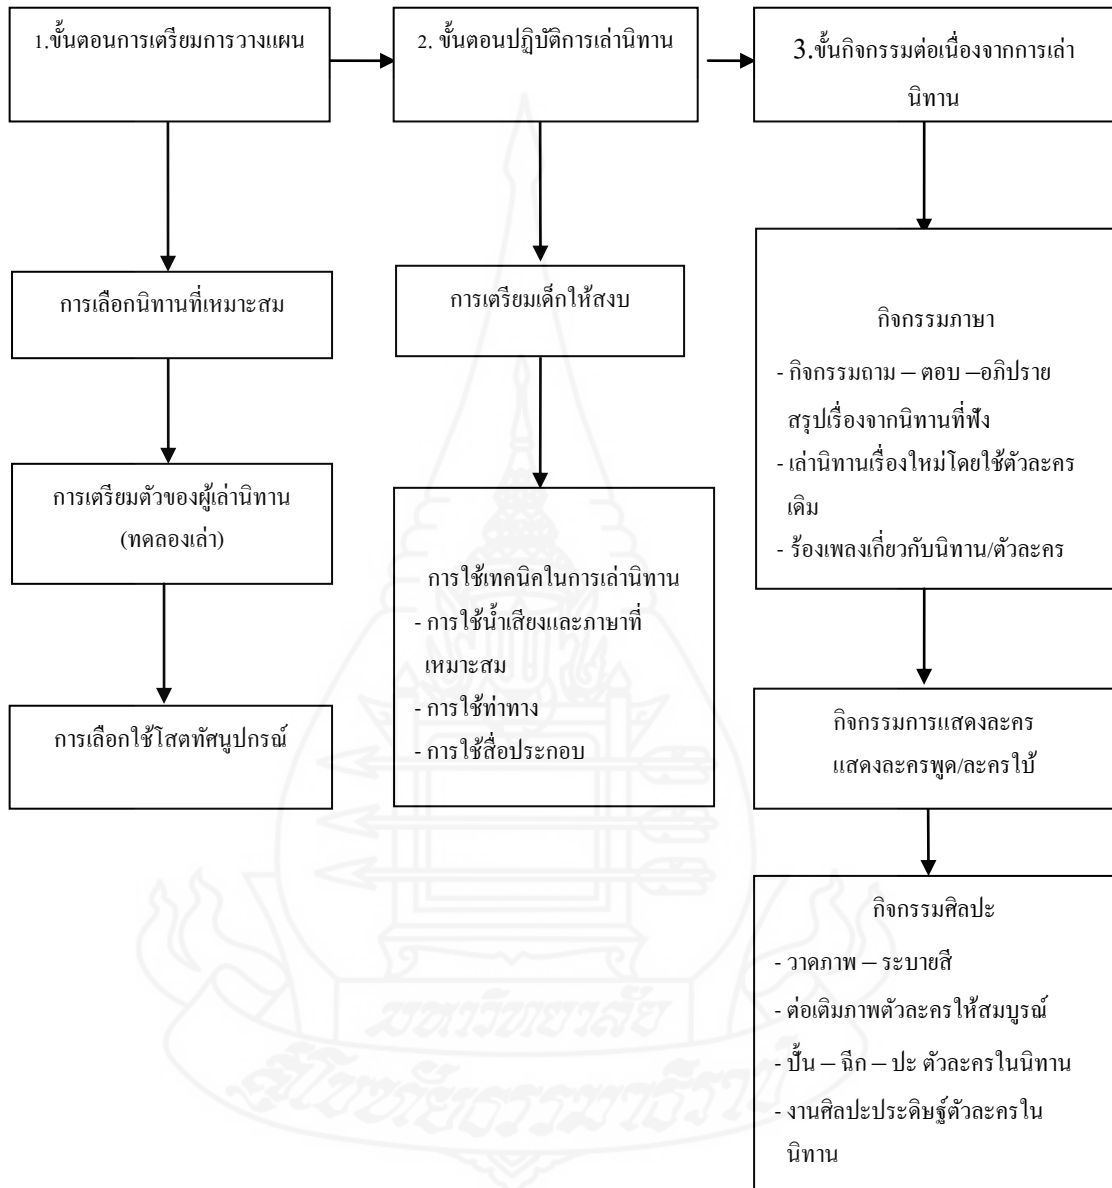 1.ขั้นตอนการเตรียมการวางแผน
2. ขั้นตอนปฏิบัติการเล่านิทาน
3.ขั้นกิจกรรมต่อเนื่องจากการเล่า
นิทาน
การเลือกนิทานที่เหมาะสม
การเตรียมตัวของผู้เล่านิทาน
(ทดลองเล่า)
การเลือกใช้โสตทัศนูปกรณ์
การเตรียมเด็กให้สงบ
การใช้เทคนิคในการเล่านิทาน
- การใช้น้ำเสียงและภาษาที่
เหมาะสม
- การใช้ท่าทาง
- การใช้สื่อประกอบ
กิจกรรมภาษา
- กิจกรรมถาม – ตอบ –อภิปราย
สรุปเรื่องจากนิทานที่ฟัง
- เล่านิทานเรื่องใหม่โดยใช้ตัวละคร
เดิม
- ร้องเพลงเกี่ยวกับนิทาน/ตัวละคร
กิจกรรมการแสดงละคร
แสดงละครพูด/ละครใบ้
กิจกรรมศิลปะ
- วาดภาพ – ระบายสี
- ต่อเติมภาพตัวละครให้สมบูรณ์
- ปั้น – ฉีก – ปะ ตัวละครในนิทาน
- งานศิลปะประดิษฐ์ตัวละครใน
นิทาน
มหาวิทยาลัย
สุโขทัยธรรมาธิราช